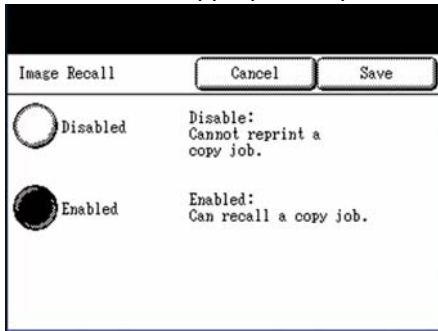 Image Recall
Cancel
Save
Disabled
Disable:
Cannot reprint a
copy job.
Enabled
Enabled:
Can recall a copy job.